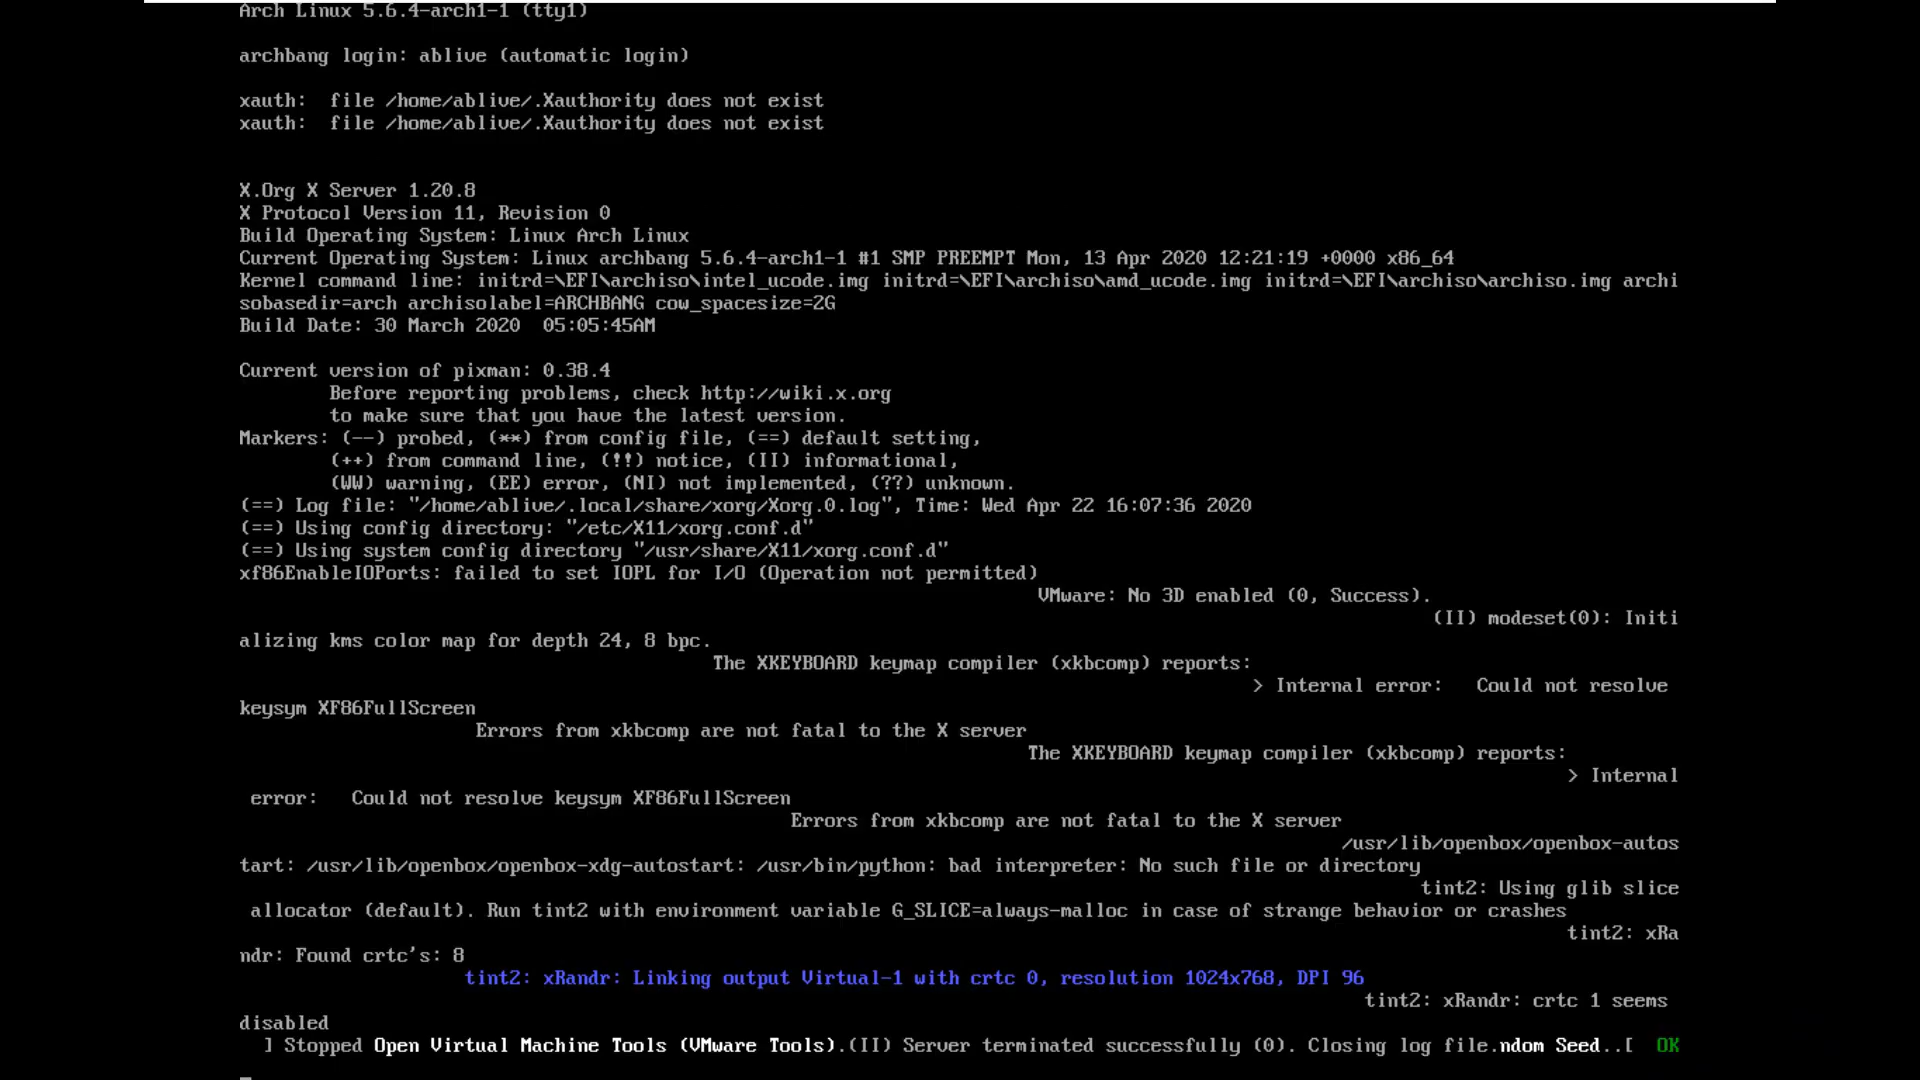 Arch Linux 5.6.4-arch1-1 (tty1)
archbang login: ablive (automatic login)
xauth:  file /home/ablive/.Xauthority does not exist
xauth:  file /home/ablive/.Xauthority does not exist
X.Org X Server 1.20.8
X Protocol Version 11, Revision 0
Build Operating System: Linux Arch Linux
Current Operating System: Linux archbang 5.6.4-arch1-1 #1 SMP PREEMPT Mon, 13 Apr 2020 12:21:19 +0000 x86_64
Kernel command line: initrd=\EFI\archiso\intel_ucode.img initrd=\EFI\archiso\amd_ucode.img initrd=\EFI\archiso\archiso.img archi
sobasedir=arch archisolabel=ARCHBANG cow_spacesize=2G
Build Date: 30 March 2020  05:05:45AM
Current version of pixman: 0.38.4
Before reporting problems, check http://wiki.x.org
to make sure that you have the latest version.
Markers: (--) probed, (**) from config file, (==) default setting,
(++) from command line, (!!) notice, (II) informational,
(WW) warning, (EE) error, (NI) not implemented, (??) unknown.
(==) Log file: "/home/ablive/.local/share/xorg/Xorg.0.log", Time: Wed Apr 22 16:07:36 2020
(==) Using config directory: "/etc/X11/xorg.conf.d"
(==) Using system config directory "/usr/share/X11/xorg.conf.d"
xf86EnableIOPorts: failed to set IOPL for I/O (Operation not permitted)
VMware: No 3D enabled (0, Success).
(II) modeset(0): Initi
alizing kms color map for depth 24, 8 bpc.
The XKEYBOARD keymap compiler (xkbcomp) reports:
> Internal error:   Could not resolve
keysym XF86FullScreen
Errors from xkbcomp are not fatal to the X server
The XKEYBOARD keymap compiler (xkbcomp) reports:
> Internal
error:   Could not resolve keysym XF86FullScreen
Errors from xkbcomp are not fatal to the X server
/usr/lib/openbox/openbox-autos
tart: /usr/lib/openbox/openbox-xdg-autostart: /usr/bin/python: bad interpreter: No such file or directory
tint2: Using glib slice
allocator (default). Run tint2 with environment variable G_SLICE=always-malloc in case of strange behavior or crashes
tint2: xRa
ndr: Found crtc's: 8
tint2: xRandr: Linking output Virtual-1 with crtc 0, resolution 1024x768, DPI 96
tint2: xRandr: crtc 1 seems
disabled
] Stopped Open Virtual Machine Tools (VMware Tools).(II) Server terminated successfully (0). Closing log file.ndom Seed..[  OK